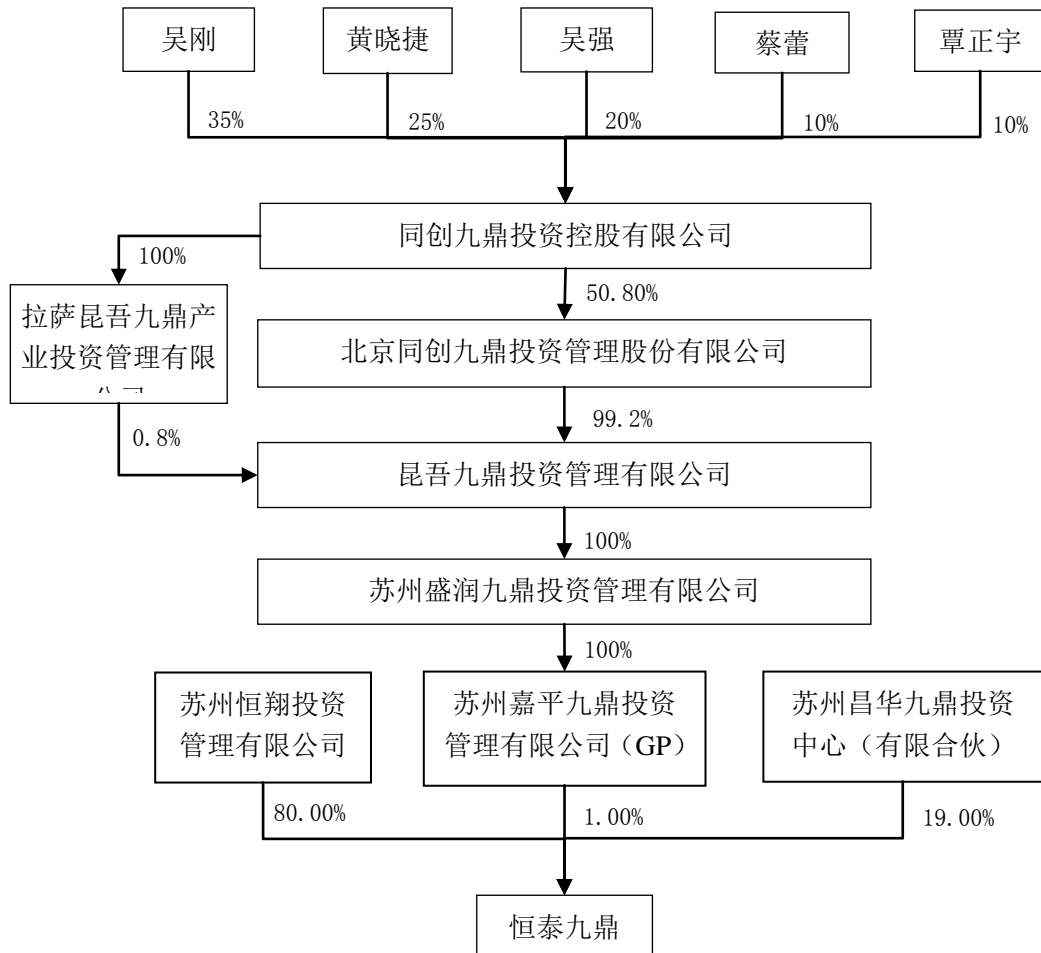 吴刚
黄晓捷
吴强
蔡蕾
覃正宇
35%
25%
20%
10%
10%
同创九鼎投资控股有限公司
100%
50.80%
拉萨昆吾九鼎产
业投资管理有限
公司
北京同创九鼎投资管理股份有限公司
0.8%
99.2%
昆吾九鼎投资管理有限公司
100%
苏州盛润九鼎投资管理有限公司
100%
苏州恒翔投资
管理有限公司
苏州嘉平九鼎投资
管理有限公司（GP）
苏州昌华九鼎投资
中心（有限合伙）
80.00%
1.00%
19.00%
恒泰九鼎